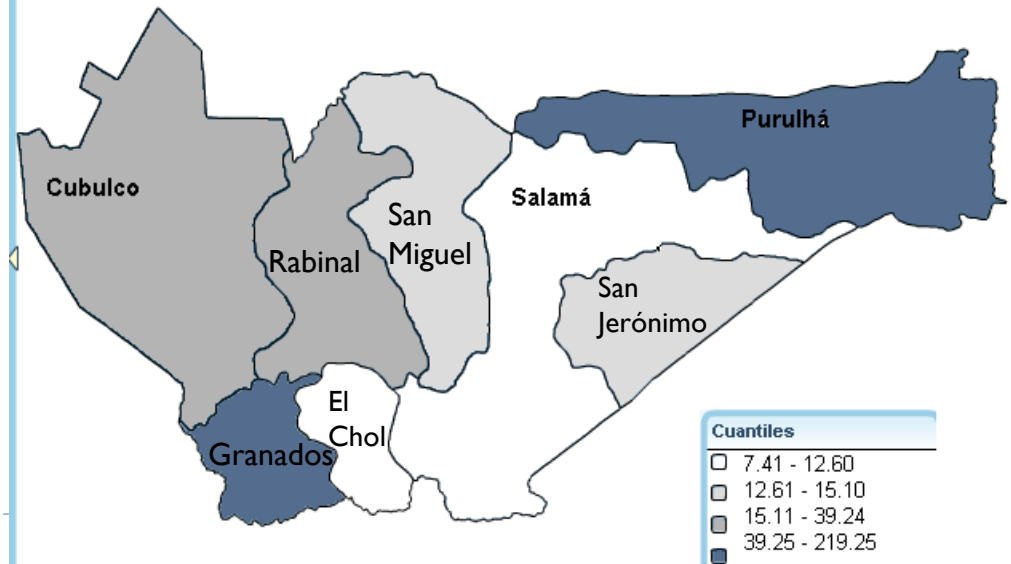 Purulhá
Cubulco
Salamá
San
Miguel
Rabinal
San
Jerónimo
El
Chol
Granados
Cuantiles
7.41 - 12.60
12.61 - 15.10
15.11 - 39.24
39.25 - 219.25